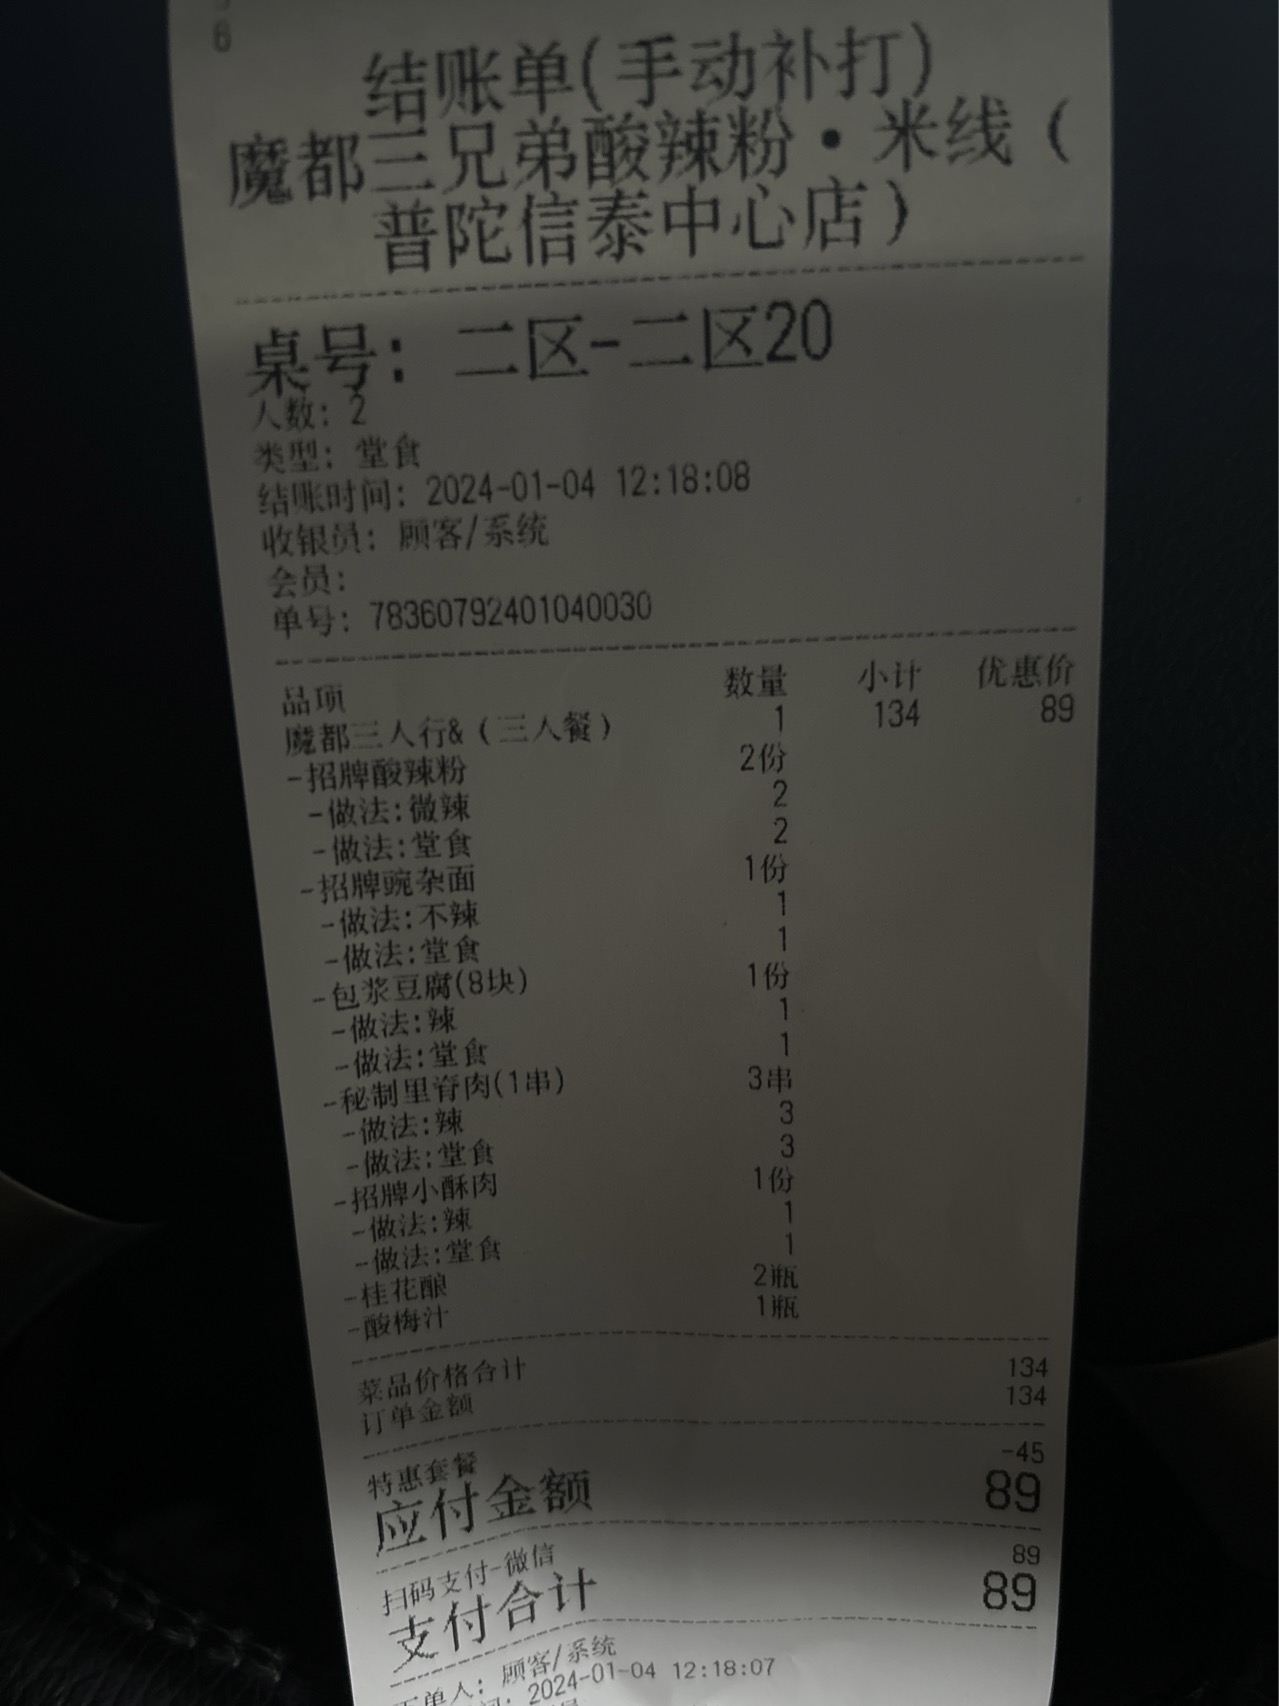 结账单(手动补打)
魔都三兄弟酸辣粉·米线(
普陀信泰中心店)
桌号: 二区-二区20
人数: 2
类型: 堂食
结账时间: 2024-01-04 12:18:08
收银员: 顾客/系统
会员:
单号: 78360792401040030
品项 数量 小计 优惠价
魔都三人行&(三人餐) 1 134 89
-招牌酸辣粉 2份
-做法:微辣 2
-做法:堂食 2
-招牌豌杂面 1份
-做法:不辣 1
-做法:堂食 1
-包浆豆腐(8块) 1份
-做法:辣 1
-做法:堂食 1
-秘制里脊肉(1串) 3串
-做法:辣 3
-做法:堂食 3
-招牌小酥肉 1份
-做法:辣 1
-做法:堂食 1
-桂花酿 2瓶
-酸梅汁 1瓶
菜品价格合计 134
订单金额 134
特惠套餐 -45
应付金额 89
扫码支付-微信 89
支付合计 89
下单人: 顾客/系统
2024-01-04 12:18:07